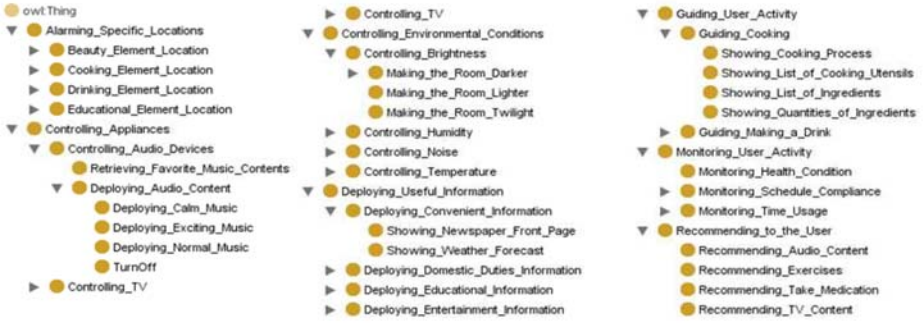 owl:Thing
Alarming_Specific_Locations
Beauty_Element_Location
Cooking_Element_Location
Drinking_Element_Location
Educational_Element_Location
Controlling_Appliances
Controlling_Audio_Devices
Retrieving_Favorite_Music_Contents
Deploying_Audio_Content
Deploying_Calm_Music
Deploying_Exciting_Music
Deploying_Normal_Music
TurnOff
Controlling_TV
Controlling_TV
Controlling_Environmental_Conditions
Controlling_Brightness
Making_the_Room_Darker
Making_the_Room_Lighter
Making_the_Room_Twilight
Controlling_Humidity
Controlling_Noise
Controlling_Temperature
Deploying_Useful_Information
Deploying_Convenient_Information
Showing_Newspaper_Front_Page
Showing_Weather_Forecast
Deploying_Domestic_Duties_Information
Deploying_Educational_Information
Deploying_Entertainment_Information
Guiding_User_Activity
Guiding_Cooking
Showing_Cooking_Process
Showing_List_of_Cooking_Utensils
Showing_List_of_Ingredients
Showing_Quantities_of_Ingredients
Guiding_Making_a_Drink
Monitoring_User_Activity
Monitoring_Health_Condition
Monitoring_Schedule_Compliance
Monitoring_Time_Usage
Recommending_to_the_User
Recommending_Audio_Content
Recommending_Exercises
Recommending_Take_Medication
Recommending_TV_Content